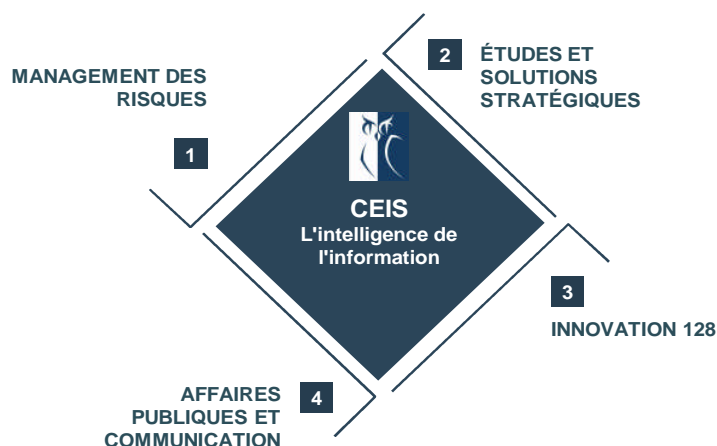 MANAGEMENT DES
RISQUES
1
2
ÉTUDES ET
SOLUTIONS
STRATÉGIQUES
CEIS
L'intelligence de
l'information
3
INNOVATION 128
4
AFFAIRES
PUBLIQUES ET
COMMUNICATION